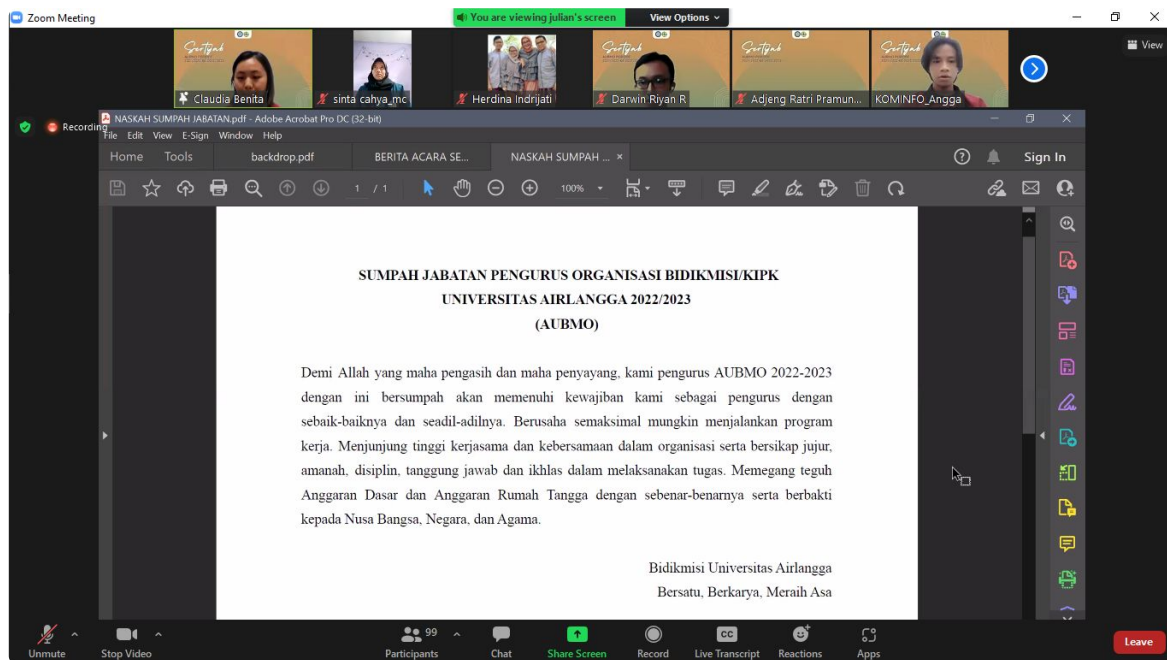 Zoom Meeting
You are viewing julian's screen
View Options
View
Sertijab
Sertijab
Sertijab
Sertijab
Claudia Benita
sinta cahya_mc
Herdina Indrijati
Darwin Riyan R
Adjeng Ratri Pramun...
KOMINFO_Angga
Recording
NASKAH SUMPAH JABATAN.pdf - Adobe Acrobat Pro DC (32-bit)
File Edit View E-Sign Window Help
Home Tools backdrop.pdf BERITA ACARA SE... NASKAH SUMPAH ... × Sign In
1 / 1 100%
SUMPAH JABATAN PENGURUS ORGANISASI BIDIKMISI/KIPK
UNIVERSITAS AIRLANGGA 2022/2023
(AUBMO)
Demi Allah yang maha pengasih dan maha penyayang, kami pengurus AUBMO 2022-2023
dengan ini bersumpah akan memenuhi kewajiban kami sebagai pengurus dengan
sebaik-baiknya dan seadil-adilnya. Berusaha semaksimal mungkin menjalankan program
kerja. Menjunjung tinggi kerjasama dan kebersamaan dalam organisasi serta bersikap jujur,
amanah, disiplin, tanggung jawab dan ikhlas dalam melaksanakan tugas. Memegang teguh
Anggaran Dasar dan Anggaran Rumah Tangga dengan sebenar-benarnya serta berbakti
kepada Nusa Bangsa, Negara, dan Agama.
Bidikmisi Universitas Airlangga
Bersatu, Berkarya, Meraih Asa
99
Unmute
Stop Video
Participants
Chat
Share Screen
Record
CC
Live Transcript
Reactions
Apps
Leave